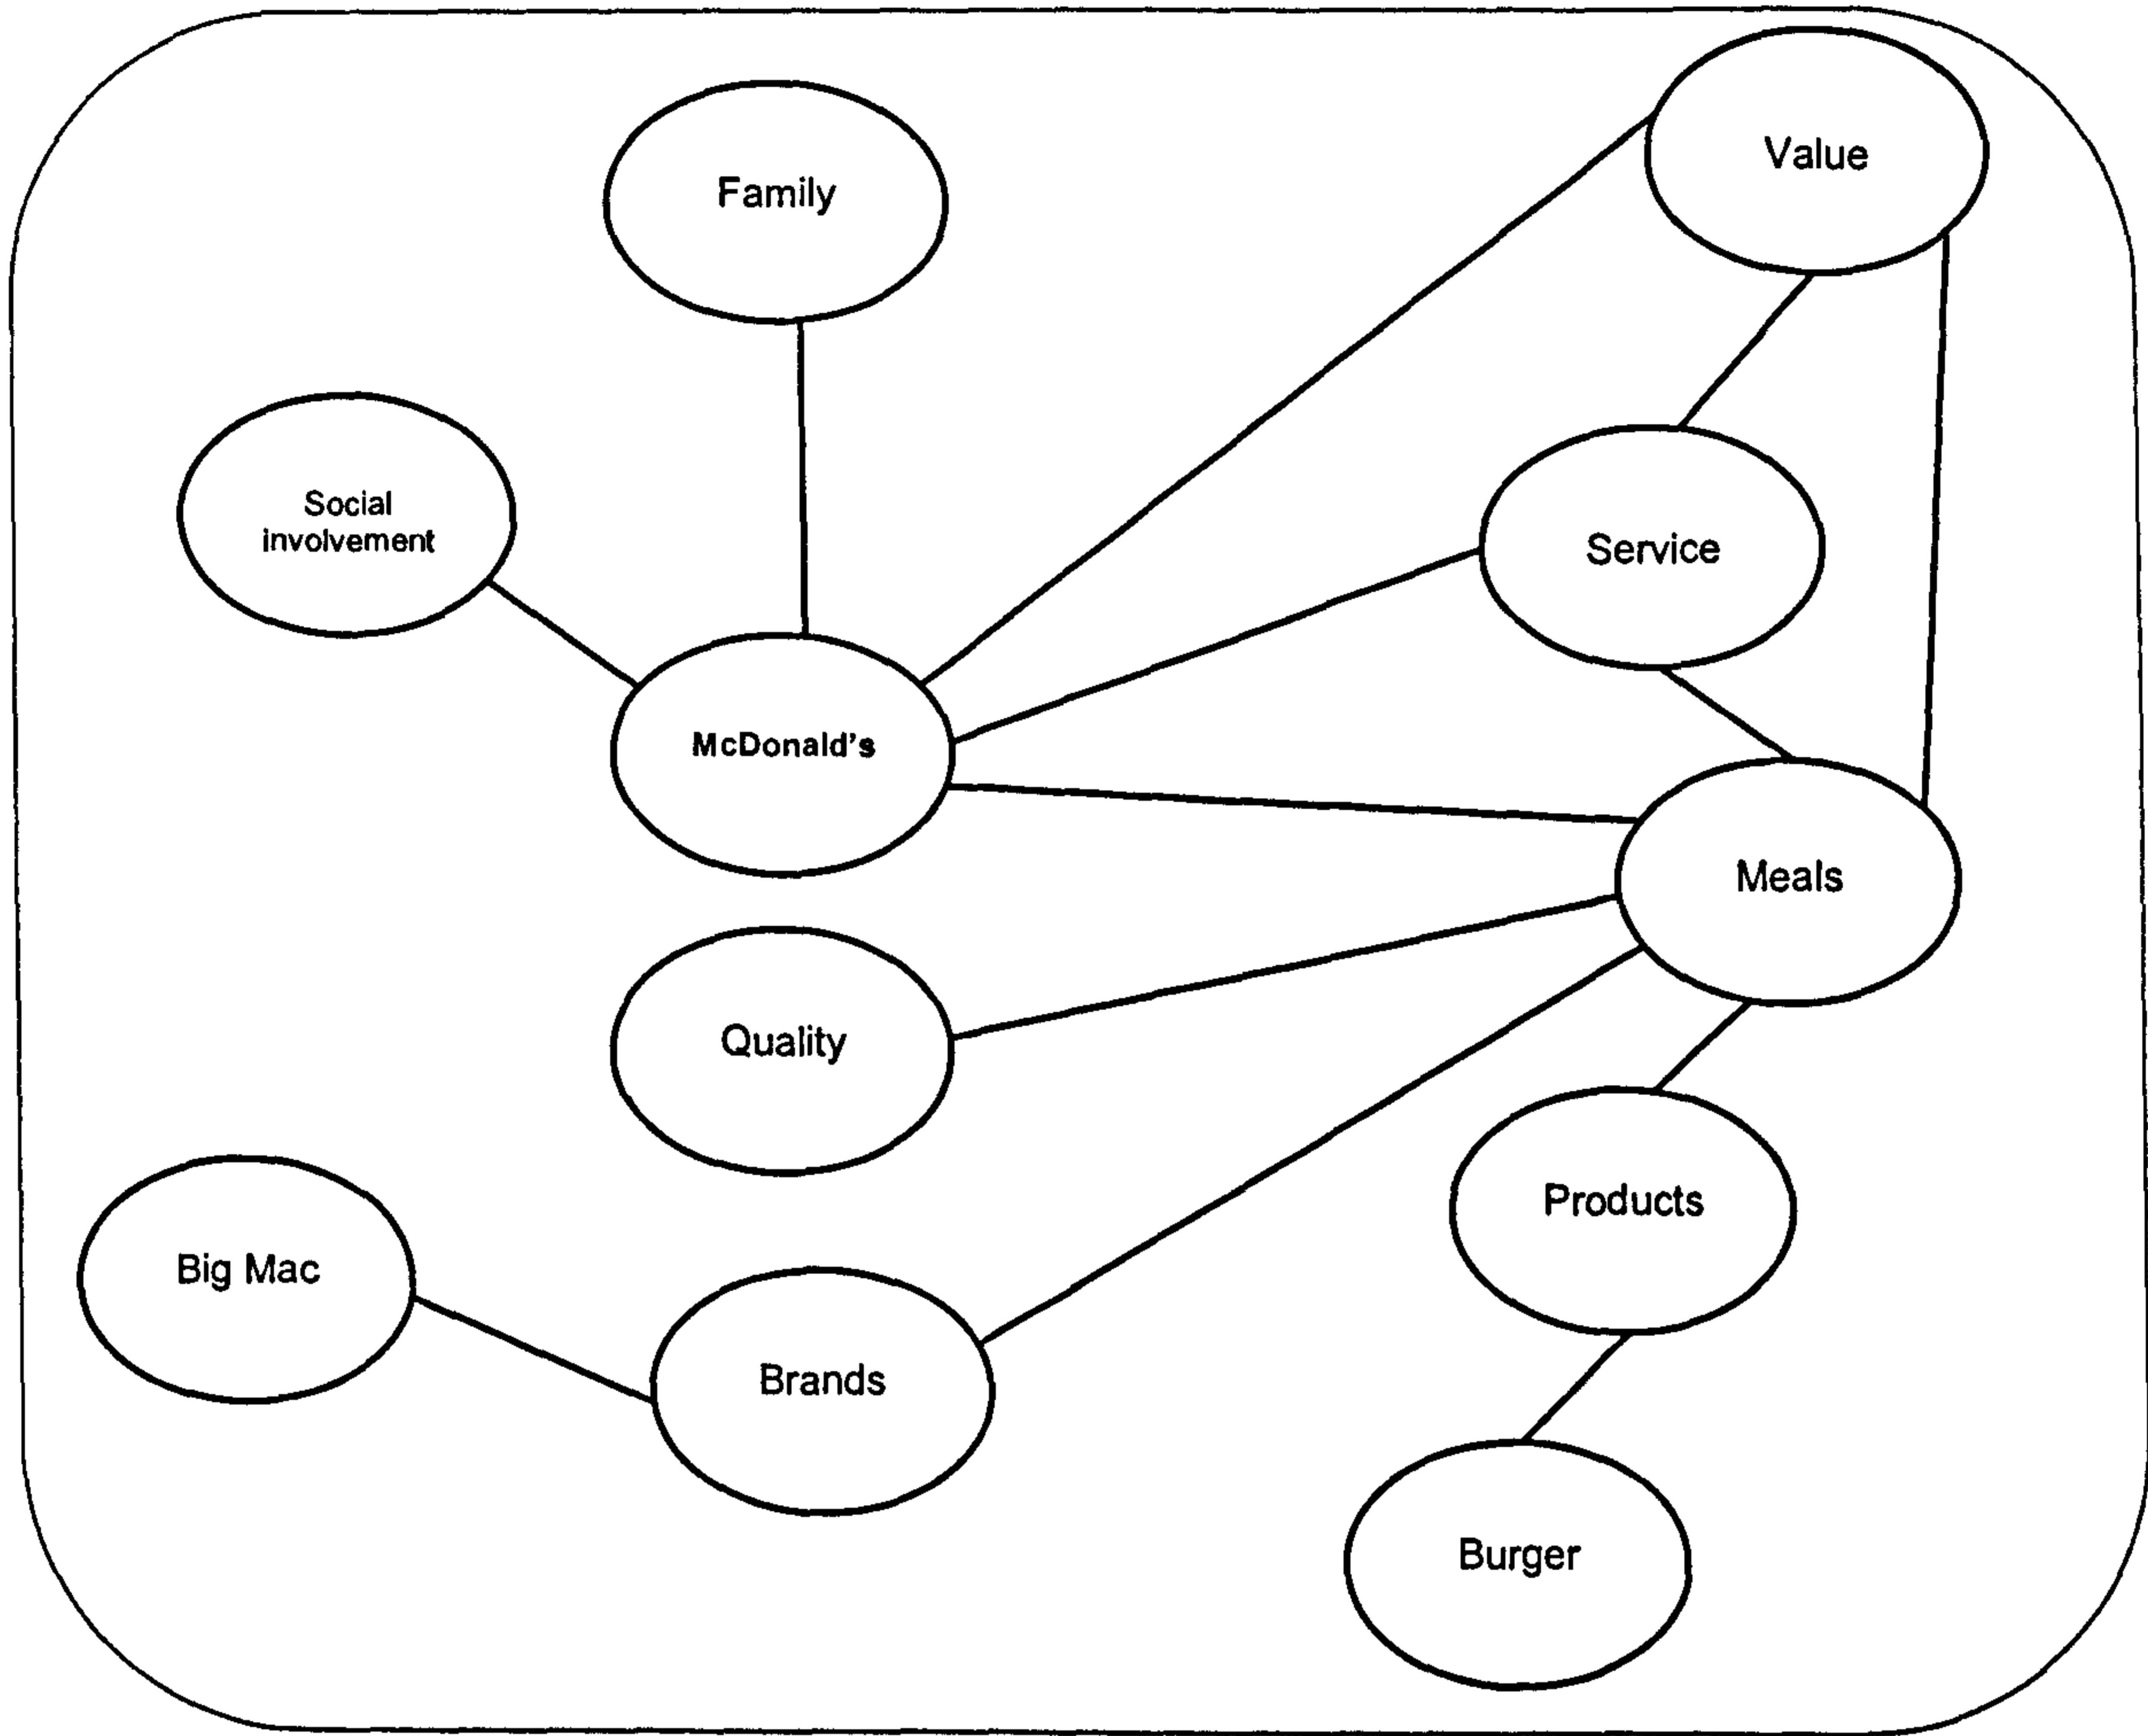 Value
Family
Social
involvement
Service
McDonald's
Meals
Quality
Products
Big Mac
Brands
Burger